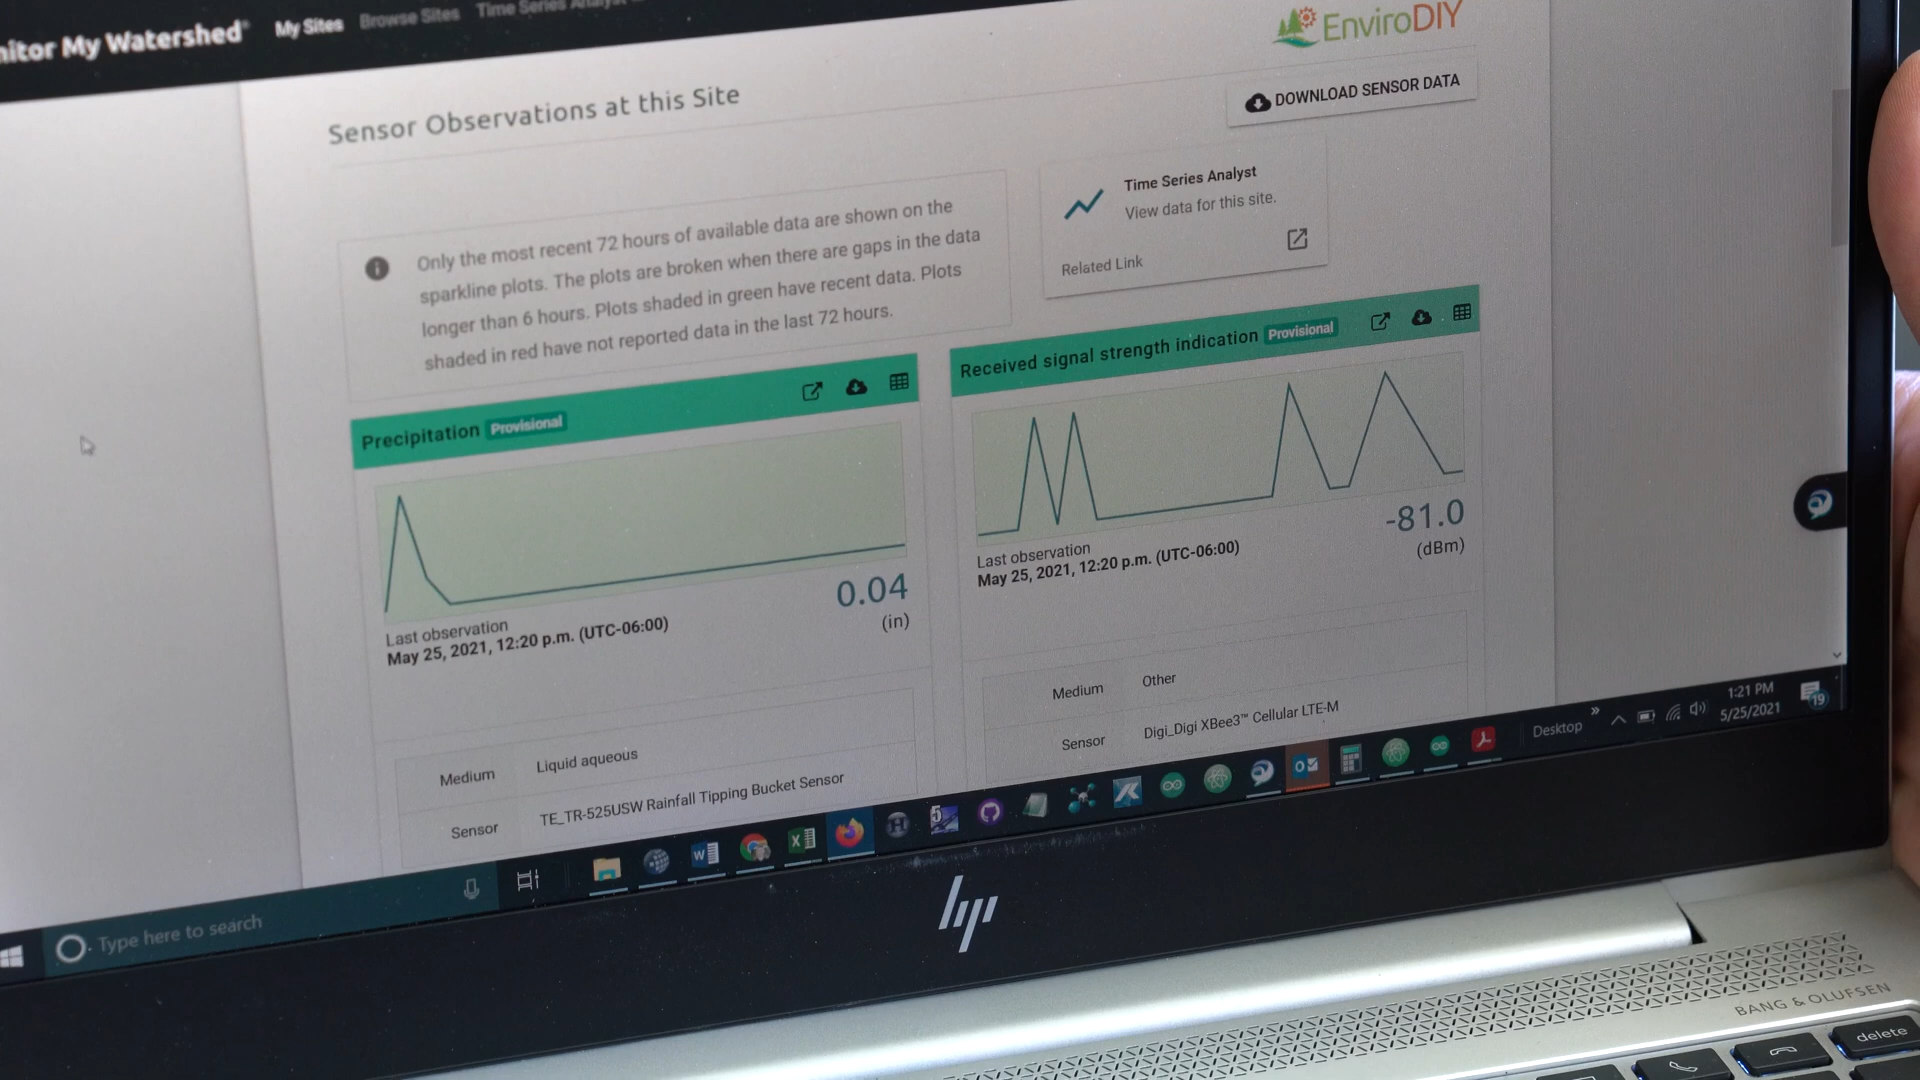 nitor My Watershed
My Sites
Browse Sites
Time Series Analyst
EnviroDIY
Sensor Observations at this Site
DOWNLOAD SENSOR DATA
Only the most recent 72 hours of available data are shown on the
sparkline plots. The plots are broken when there are gaps in the data
longer than 6 hours. Plots shaded in green have recent data. Plots
shaded in red have not reported data in the last 72 hours.
Time Series Analyst
View data for this site.
Related Link
Precipitation Provisional
0.04
(in)
Last observation
May 25, 2021, 12:20 p.m. (UTC-06:00)
Medium Liquid aqueous
Sensor TE_TR-525USW Rainfall Tipping Bucket Sensor
Received signal strength indication Provisional
-81.0
(dBm)
Last observation
May 25, 2021, 12:20 p.m. (UTC-06:00)
Medium Other
Sensor Digi_Digi XBee3™ Cellular LTE-M
Type here to search
Desktop
1:21 PM
5/25/2021
19
hp
BANG & OLUFSEN
delete